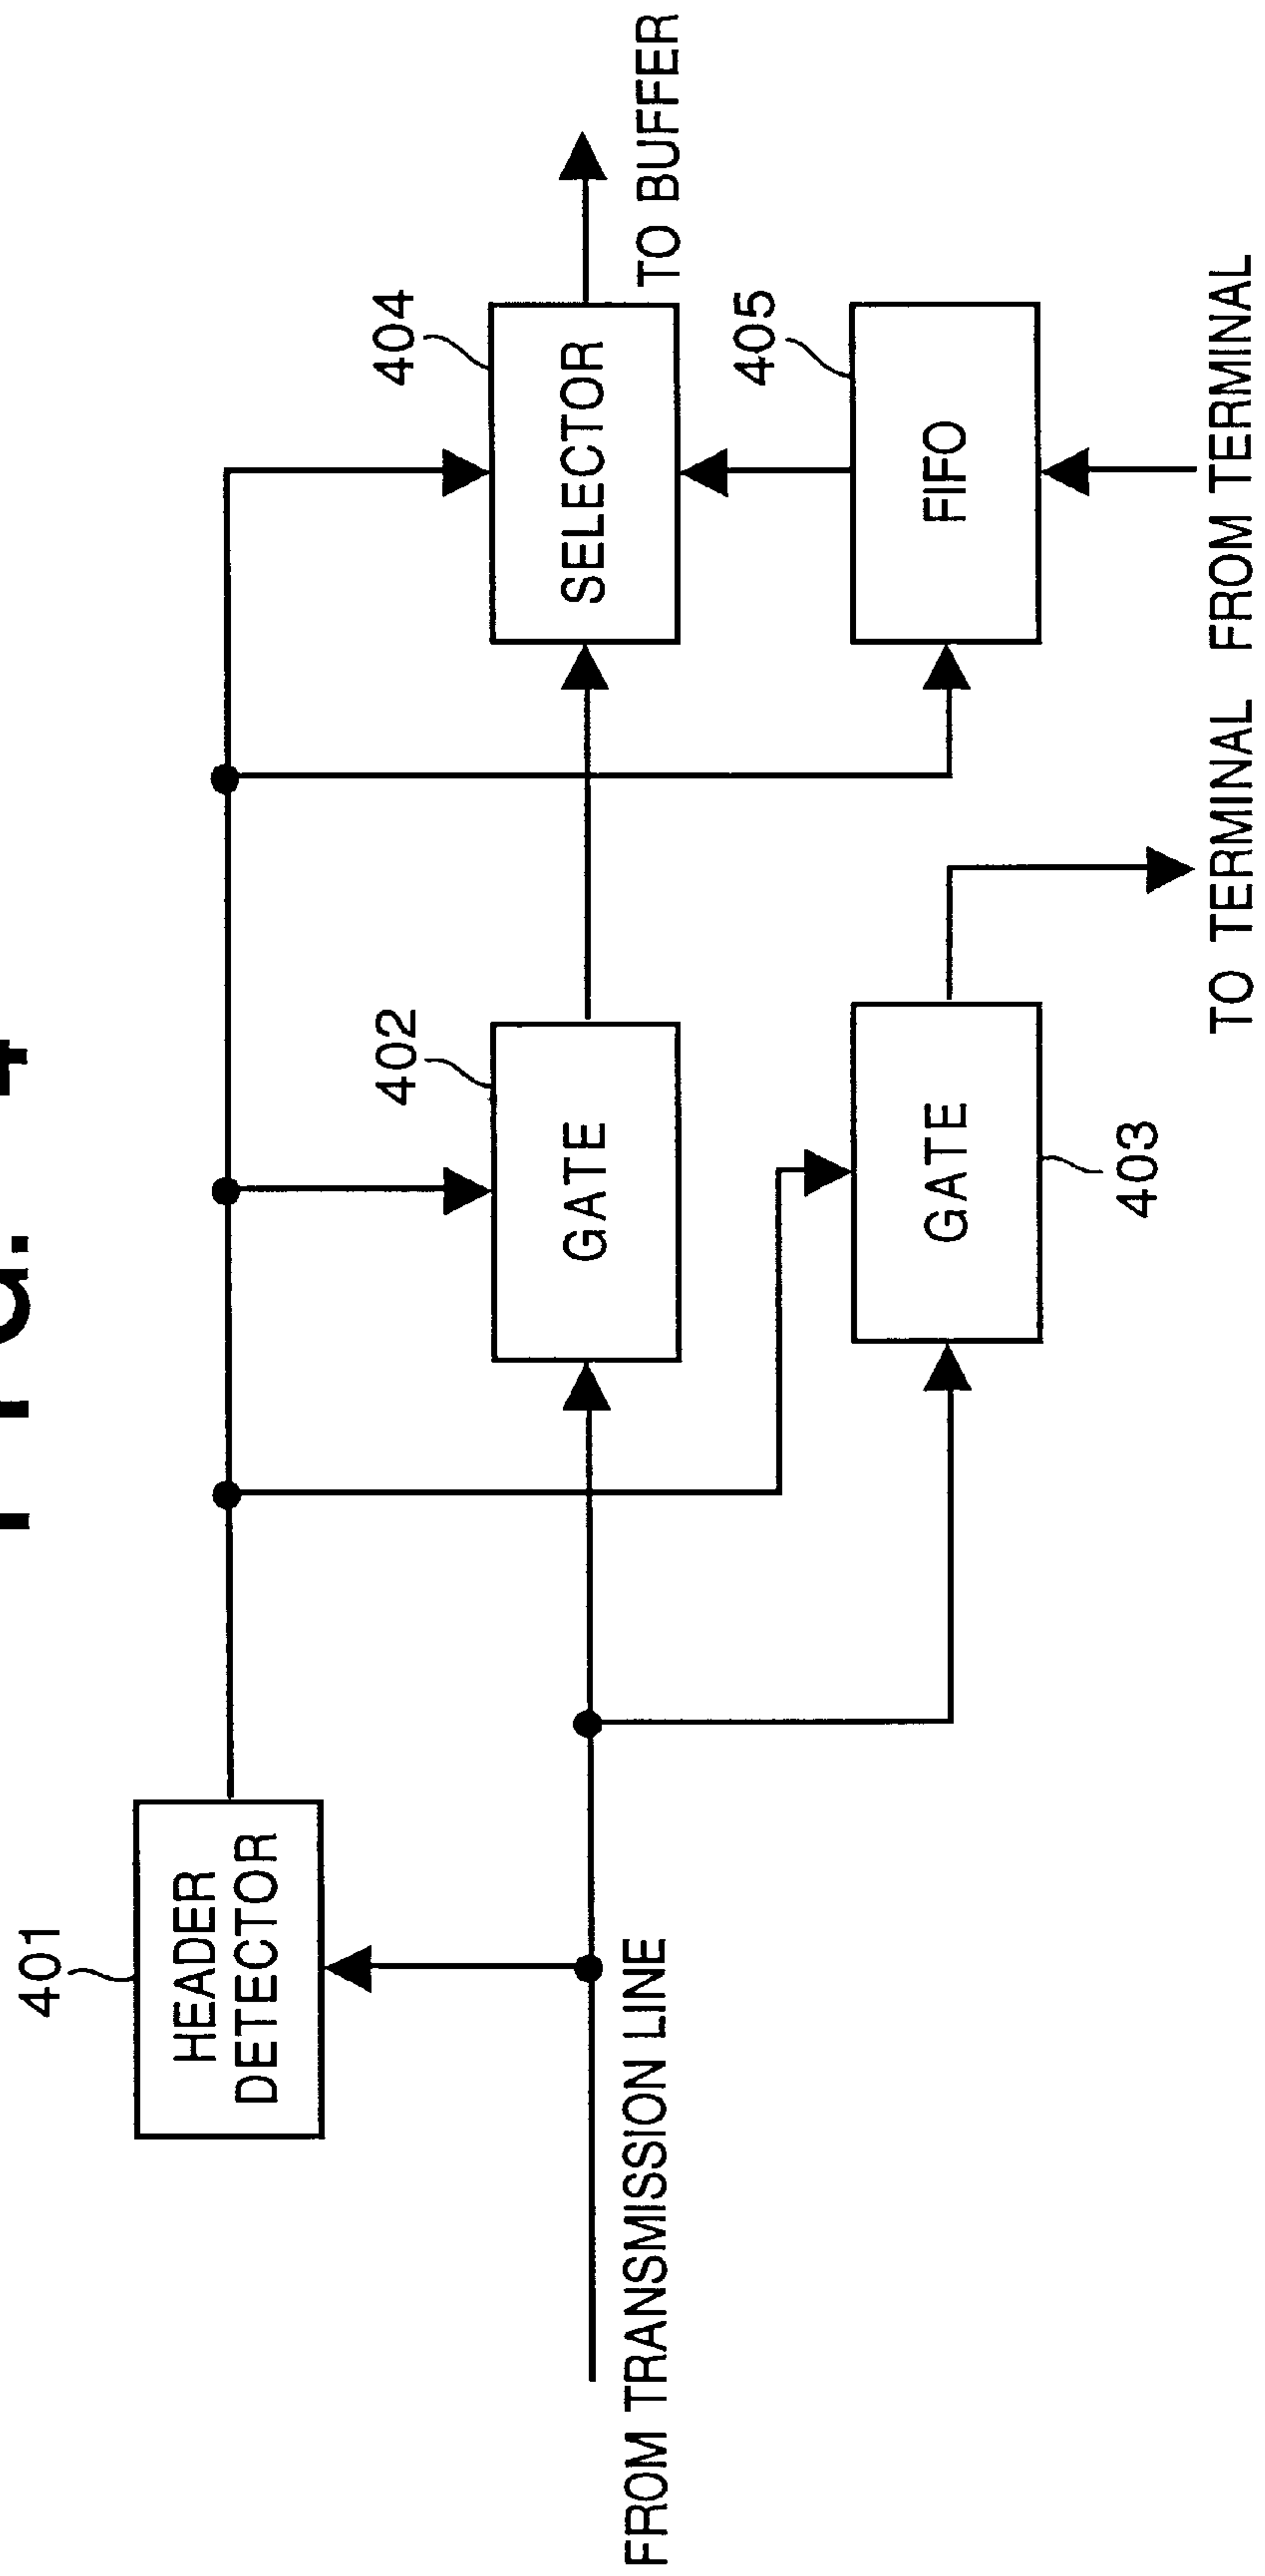 401
HEADER
DETECTOR
FROM TRANSMISSION LINE
402
GATE
GATE
403
404
SELECTOR
TO BUFFER
405
FIFO
TO TERMINAL
FROM TERMINAL